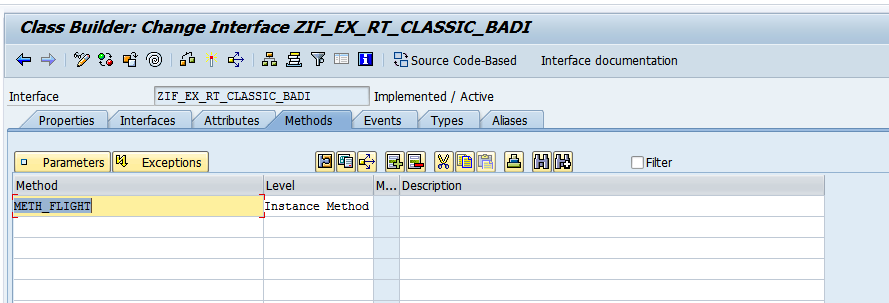 Class Builder: Change Interface ZIF_EX_RT_CLASSIC_BADI
Source Code-Based Interface documentation
Interface ZIF_EX_RT_CLASSIC_BADI Implemented / Active
Properties Interfaces Attributes Methods Events Types Aliases
Parameters Exceptions Filter
Method Level M... Description
METH_FLIGHT Instance Method